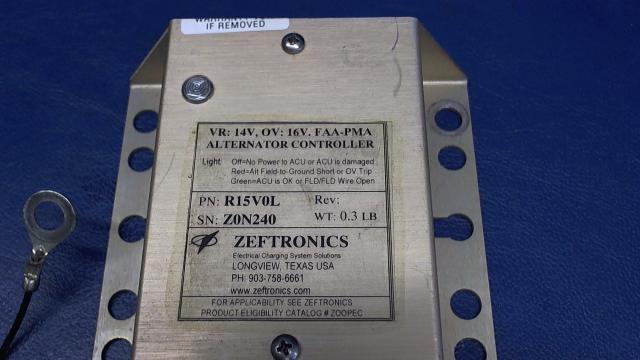 IF REMOVED
VR: 14V, OV: 16V. FAA-PMA
ALTERNATOR CONTROLLER
Light: Off=No Power to ACU or ACU is damaged
Red=Alt Field-to-Ground Short or OV Trip
Green=ACU is OK or FLD/FLD Wire Open
PN: R15V0L Rev:
SN: Z0N240 WT: 0.3 LB
ZEFTRONICS
Electrical Charging System Solutions
LONGVIEW, TEXAS USA
PH: 903-758-6661
www.zeftronics.com
FOR APPLICABILITY SEE ZEFTRONICS
PRODUCT ELIGIBILITY CATALOG # ZOOPEC